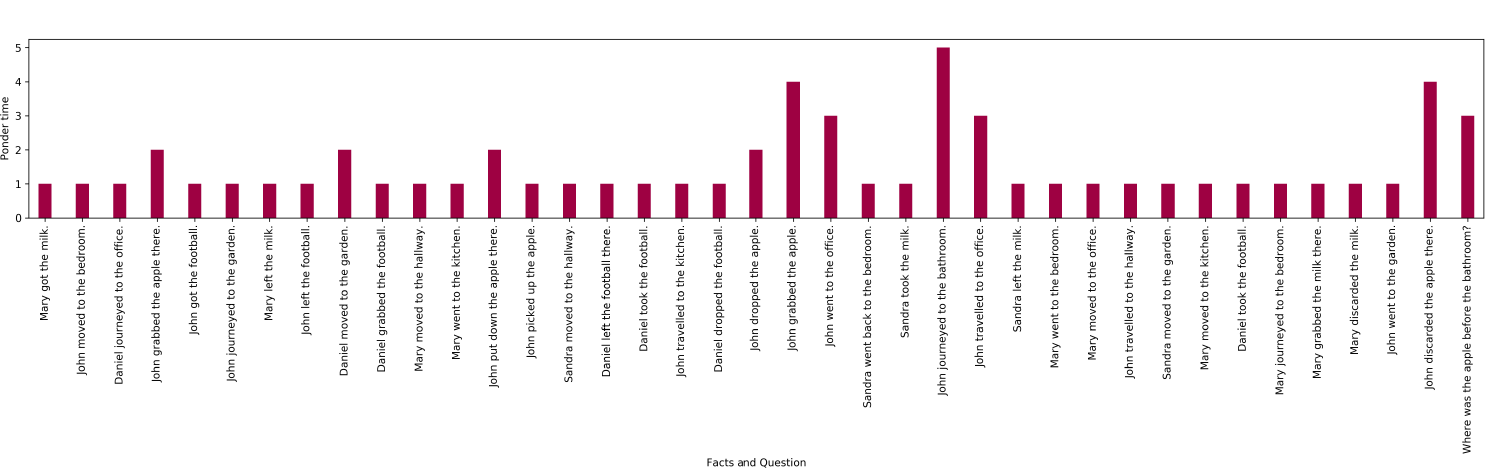 Ponder time
5
4
3
2
1
0
Mary got the milk.
John moved to the bedroom.
Daniel journeyed to the office.
John grabbed the apple there.
John got the football.
John journeyed to the garden.
Mary left the milk.
John left the football.
Daniel moved to the garden.
Daniel grabbed the football.
Mary moved to the hallway.
Mary went to the kitchen.
John put down the apple there.
John picked up the apple.
Sandra moved to the hallway.
Daniel left the football there.
Daniel took the football.
John travelled to the kitchen.
Daniel dropped the football.
John dropped the apple.
John grabbed the apple.
John went to the office.
Sandra went back to the bedroom.
Sandra took the milk.
John journeyed to the bathroom.
John travelled to the office.
Sandra left the milk.
Mary went to the bedroom.
Mary moved to the office.
John travelled to the hallway.
Sandra moved to the garden.
Mary moved to the kitchen.
Daniel took the football.
Mary journeyed to the bedroom.
Mary grabbed the milk there.
Mary discarded the milk.
John went to the garden.
John discarded the apple there.
Where was the apple before the bathroom?
Facts and Question